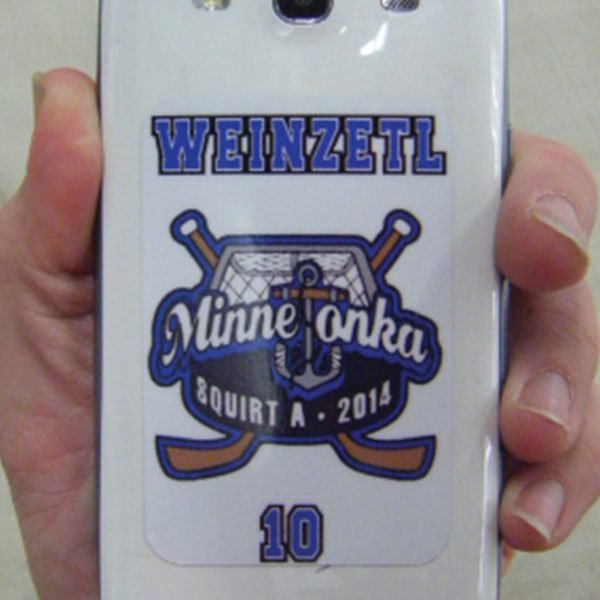 WEINZETL
Minnetonka
SQUIRT A • 2014
10